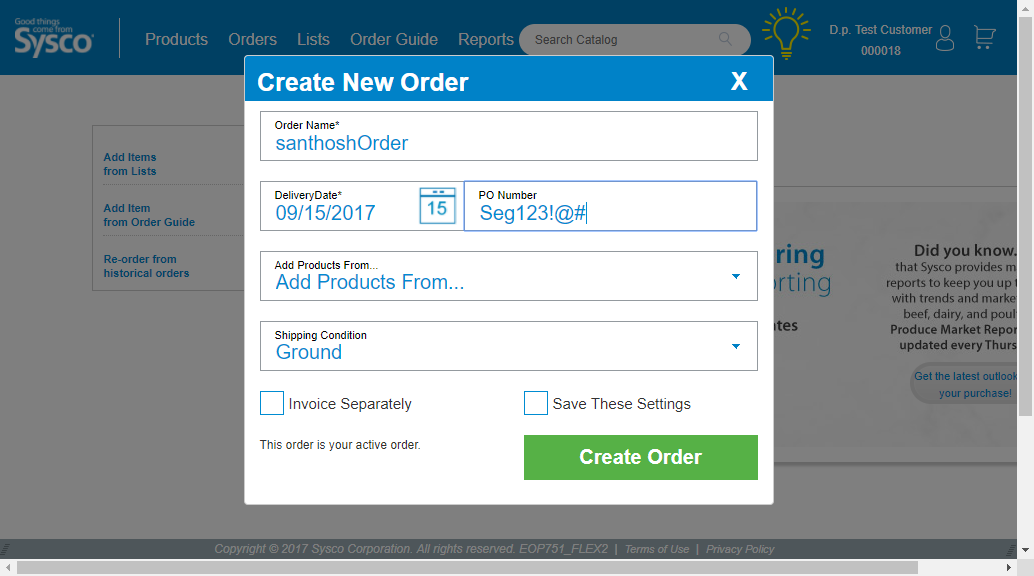 Good things
come from
Sysco
Products Orders Lists Order Guide Reports
Search Catalog
D.p. Test Customer
000018
Create New Order X
Order Name*
santhoshOrder
DeliveryDate*
09/15/2017
15
PO Number
Seg123!@#
Add Products From...
Add Products From...
Shipping Condition
Ground
Invoice Separately
Save These Settings
This order is your active order.
Create Order
Add Items
from Lists
Add Item
from Order Guide
Re-order from
historical orders
ring
rting
tes
Did you know.
that Sysco provides m
reports to keep you up t
with trends and marke
beef, dairy, and poul
Produce Market Repor
updated every Thurs
Get the latest outlook
your purchase!
Copyright © 2017 Sysco Corporation. All rights reserved. EOP751_FLEX2 | Terms of Use | Privacy Policy